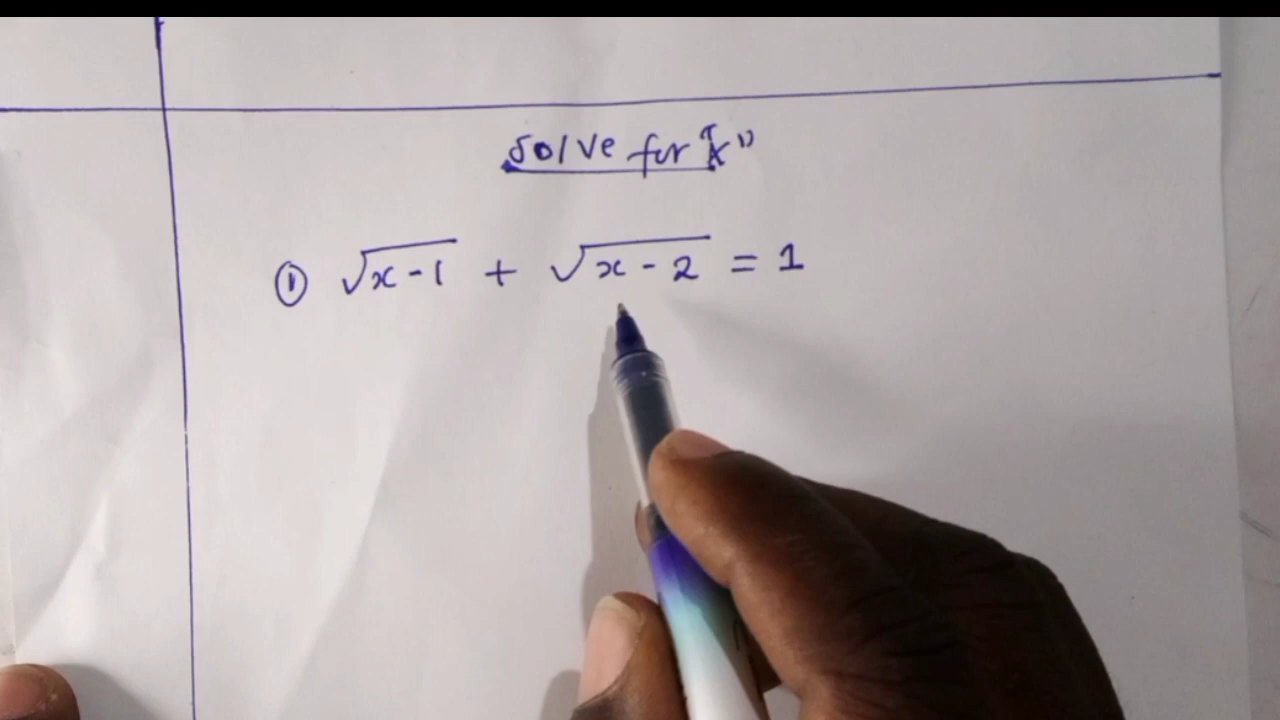 Solve for "x"
① √x-1 + √x-2 = 1